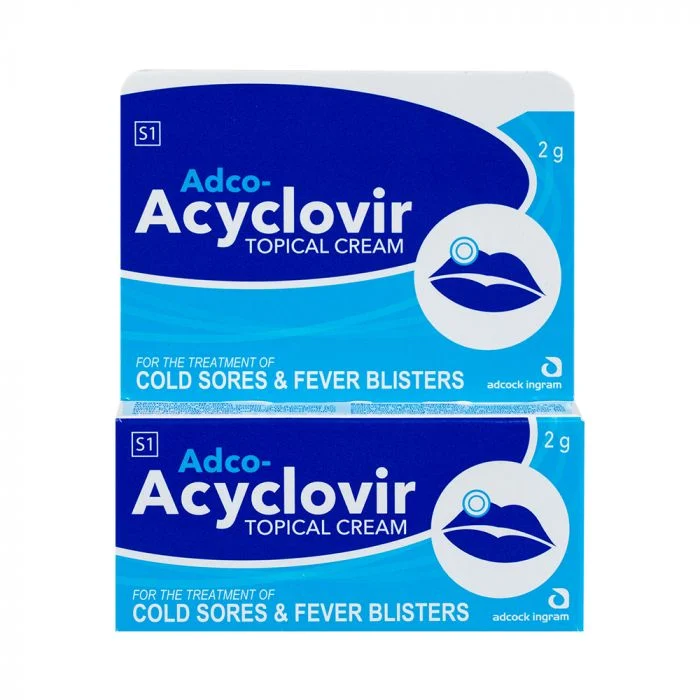 S1
2 g
Adco-
Acyclovir
TOPICAL CREAM
FOR THE TREATMENT OF
COLD SORES & FEVER BLISTERS
adcock ingram
S1
2 g
Adco-
Acyclovir
TOPICAL CREAM
FOR THE TREATMENT OF
COLD SORES & FEVER BLISTERS
adcock ingram